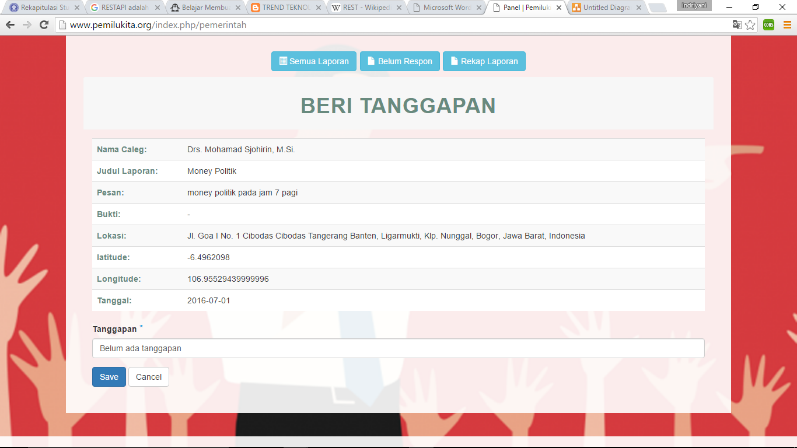 Rekapitulasi St
RESTAPI adalah
Belajar Membu
TREND TEKNOL
REST - Wikiped
Microsoft Word
Panel | Pemiluk
Untitled Diagra
www.pemilukita.org/index.php/pemerintah
Semua Laporan Belum Respon Rekap Laporan
BERI TANGGAPAN
Nama Caleg: Drs. Mohamad Sjohirin, M.Si.
Judul Laporan: Money Politik
Pesan: money politik pada jam 7 pagi
Bukti: -
Lokasi: Jl. Goa I No. 1 Cibodas Cibodas Tangerang Banten, Ligarmukti, Klp. Nunggal, Bogor, Jawa Barat, Indonesia
latitude: -6.4962098
Longitude: 106.95529439999996
Tanggal: 2016-07-01
Tanggapan *
Belum ada tanggapan
Save Cancel